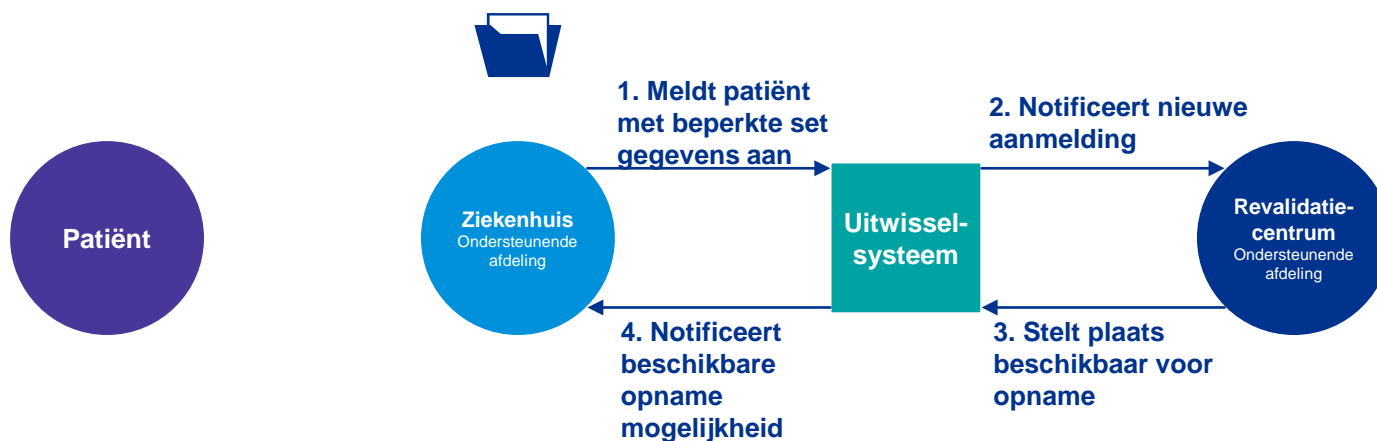 1. Meldt patiënt
met beperkte set
gegevens aan
2. Notificeert nieuwe
aanmelding
Patiënt
Ziekenhuis
Ondersteunende
afdeling
Uitwissel-
systeem
Revalidatie-
centrum
Ondersteunende
afdeling
4. Notificeert
beschikbare
opname
mogelijkheid
3. Stelt plaats
beschikbaar voor
opname